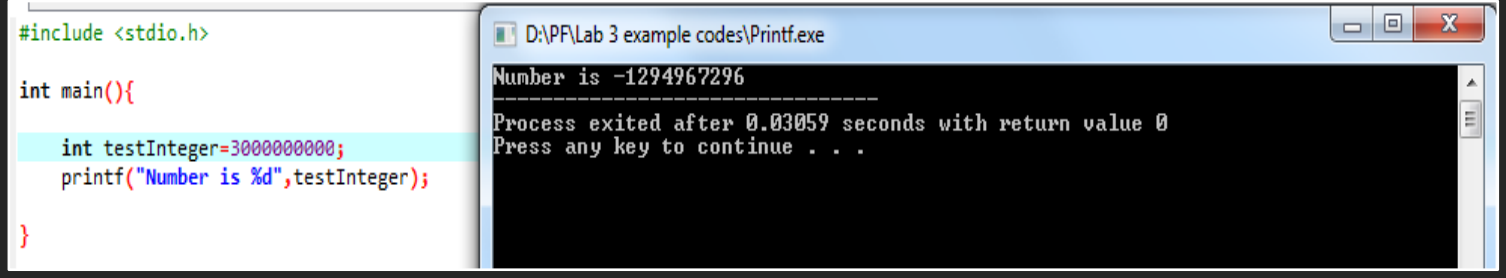 #include <stdio.h>
int main(){
int testInteger=3000000000;
printf("Number is %d",testInteger);
}
D:\PF\Lab 3 example codes\Printf.exe
Number is -1294967296
--------------------------------
Process exited after 0.03059 seconds with return value 0
Press any key to continue . . .